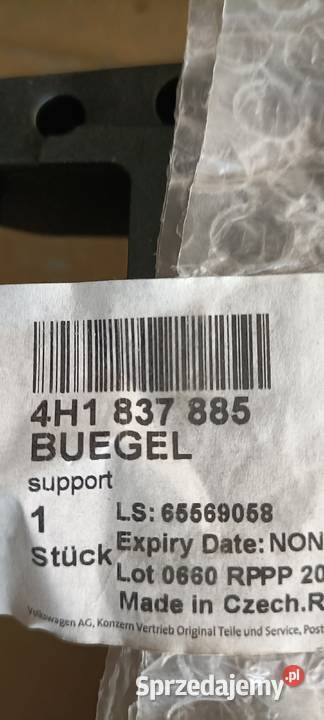 4H1 837 885
BUEGEL
support
1
Stück
LS: 65569058
Expiry Date: NON
Lot 0660 RPPP 20
Made in Czech.R
Volkswagen AG, Konzern Vertrieb Original Teile und Service, Post
Sprzedajemy.pl